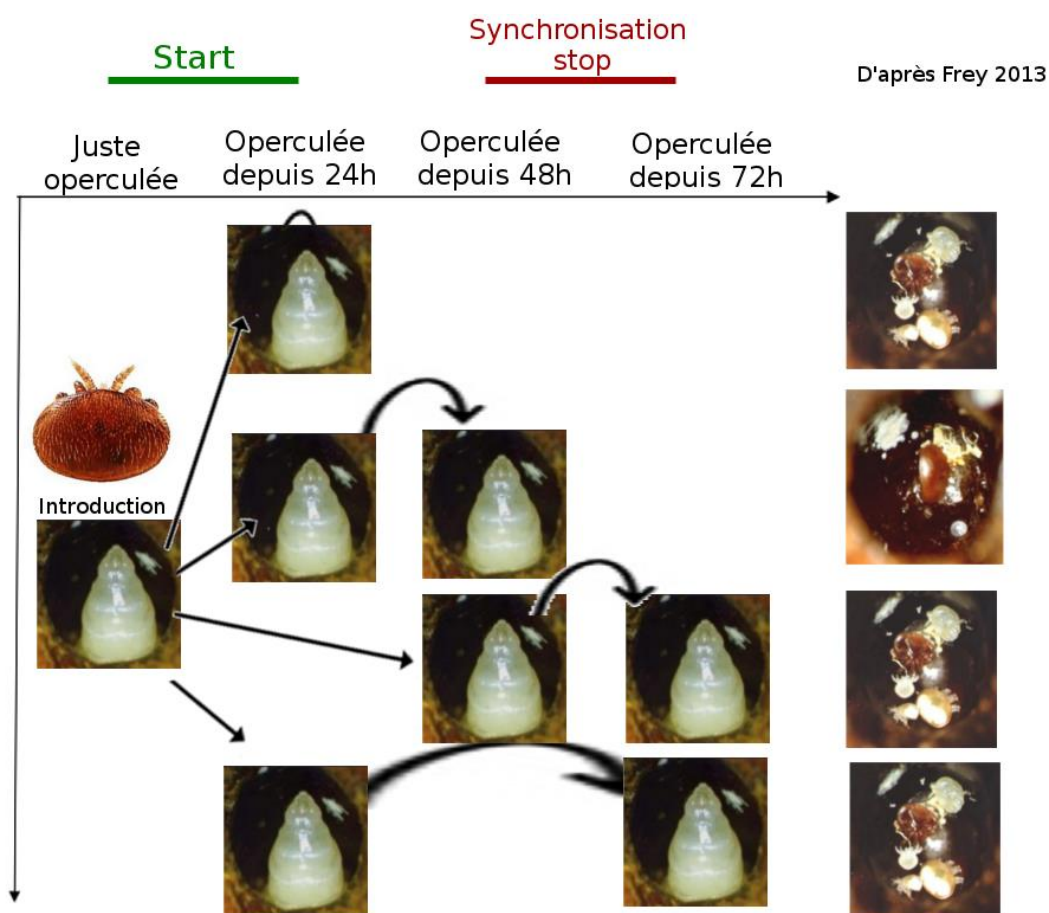 Start
Synchronisation
stop
D'après Frey 2013
Juste
operculée
Operculée
depuis 24h
Operculée
depuis 48h
Operculée
depuis 72h
Introduction